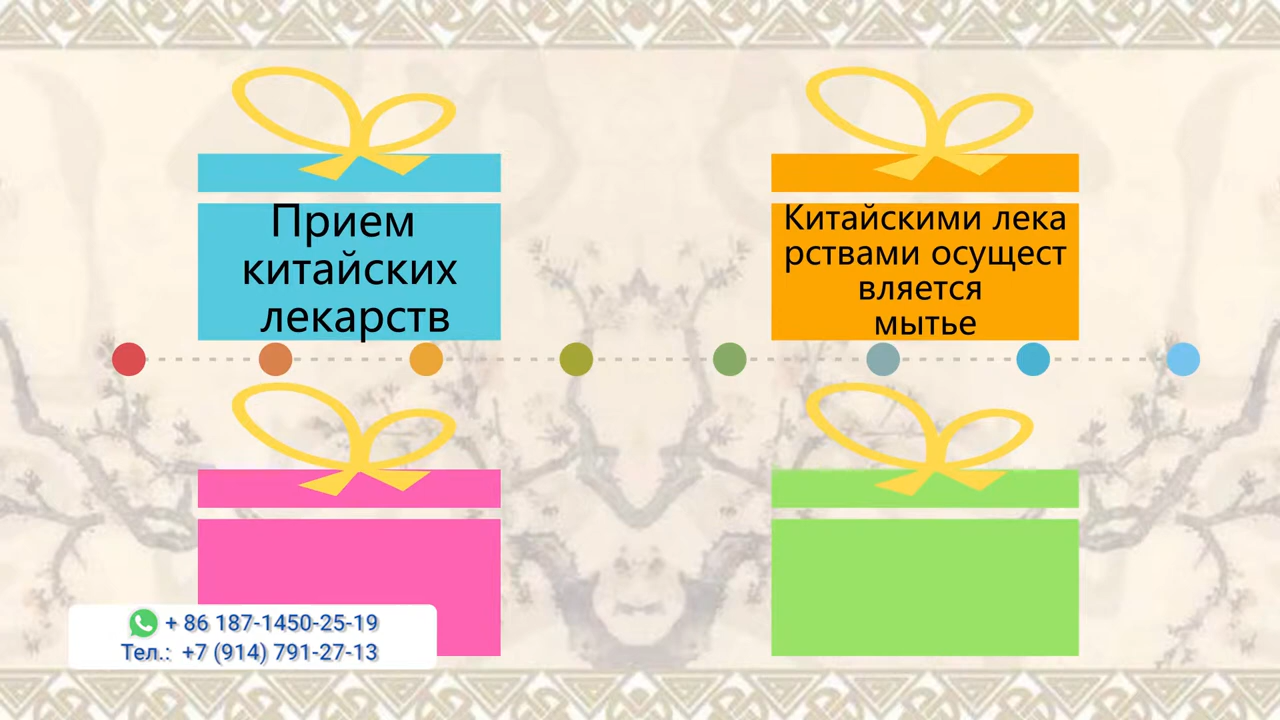 Прием
китайских
лекарств
Китайскими лека
рствами осущест
вляется
мытье
+ 86 187-1450-25-19
Тел.: +7 (914) 791-27-13